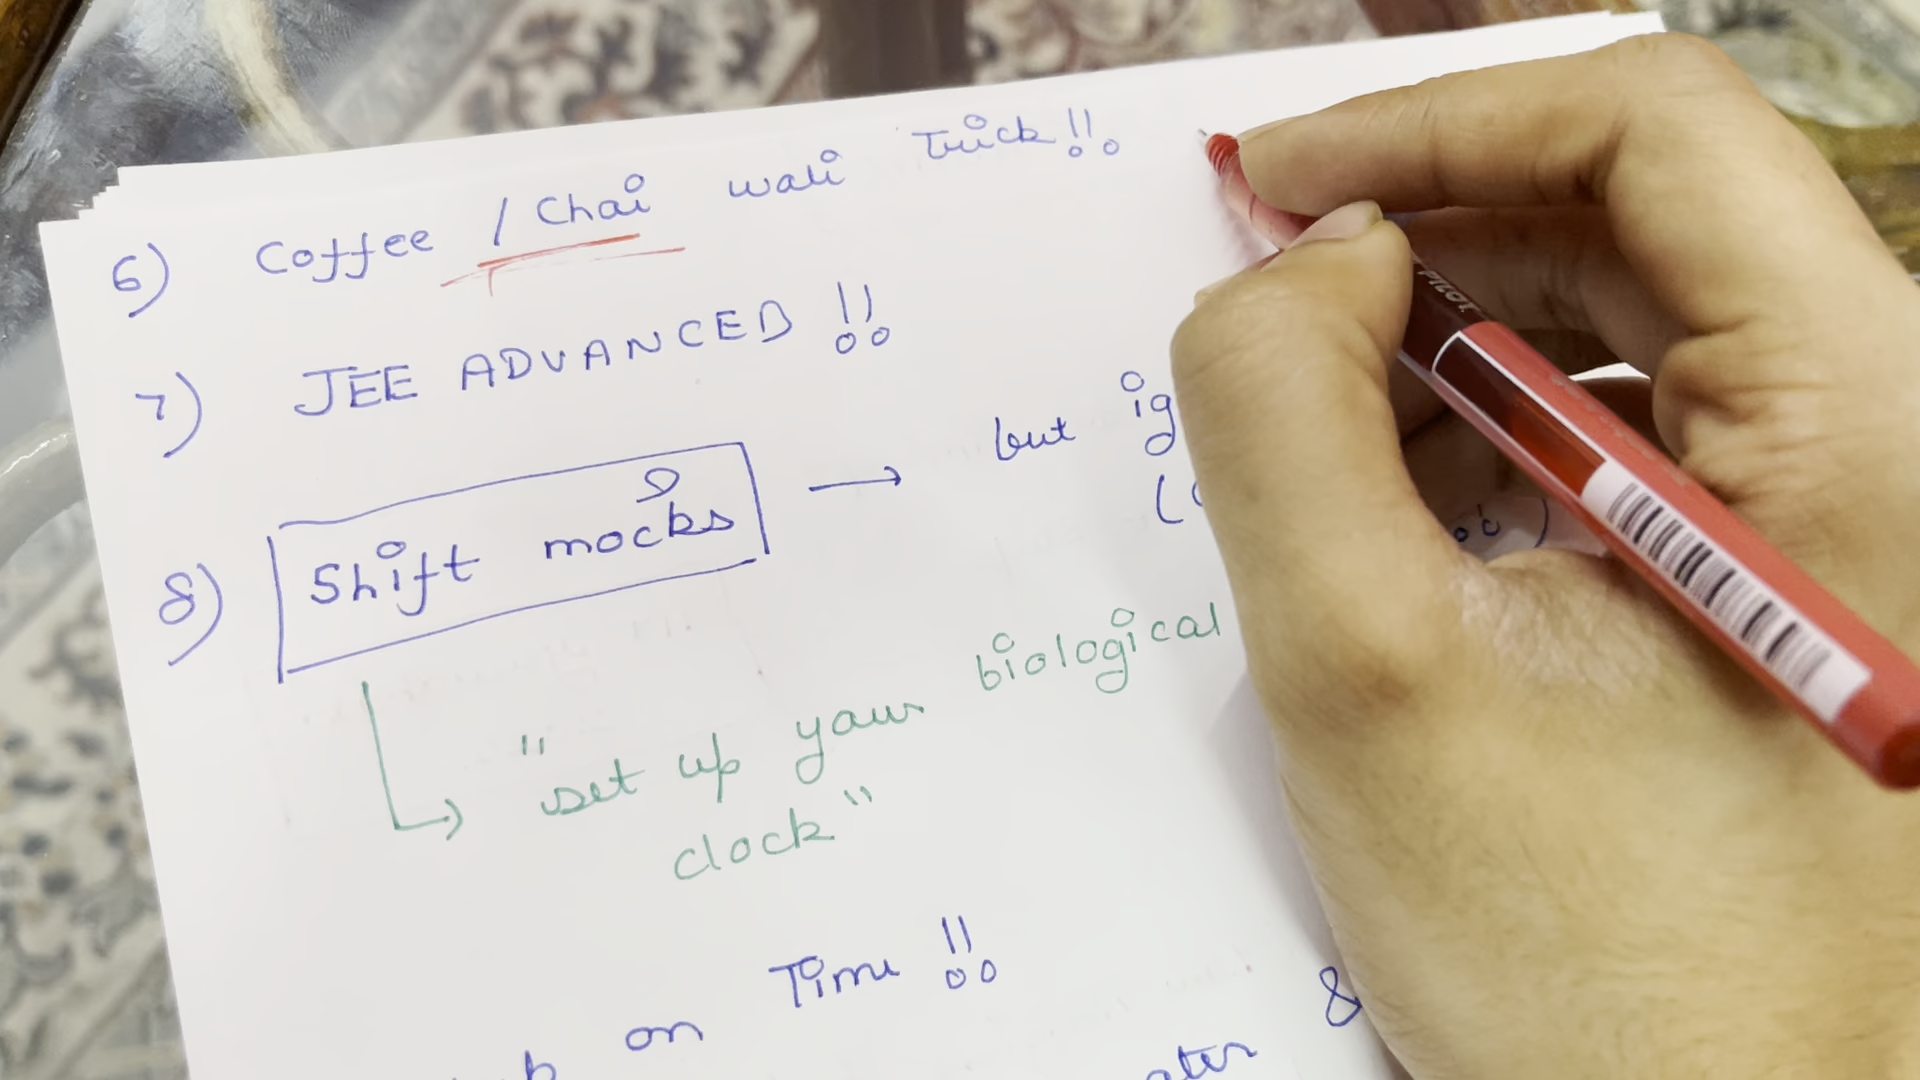 6) Coffee / Chai wali Trick!!
7) JEE ADVANCED !!
8) Shift mocks → but
"set up your biological
clock"
on Time !!
&
PILOT